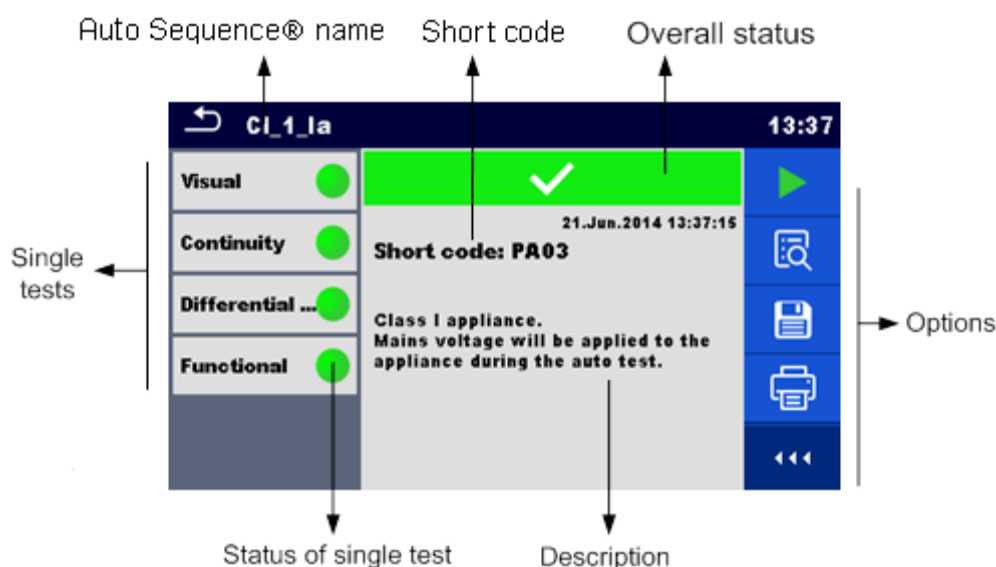 Auto Sequence® name Short code Overall status
Cl_1_Ia 13:37
Visual
21.Jun.2014 13:37:15
Continuity
Short code: PA03
Single
tests
Differential ...
Class I appliance.
Mains voltage will be applied to the
appliance during the auto test.
Functional
Options
Status of single test Description